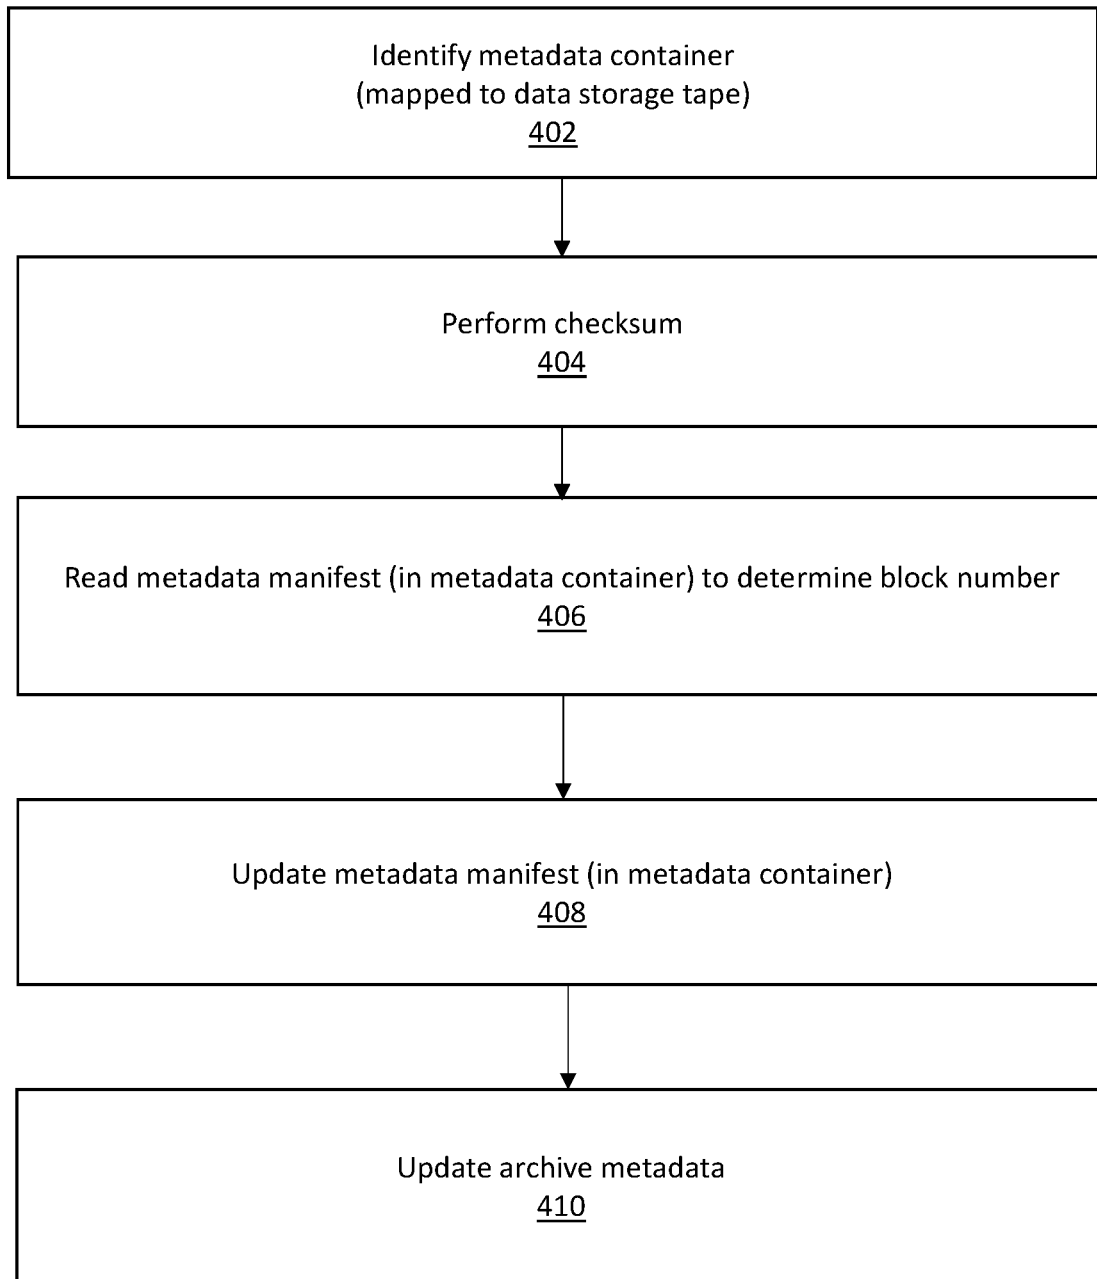 Identify metadata container
(mapped to data storage tape)
402
Perform checksum
404
Read metadata manifest (in metadata container) to determine block number
406
Update metadata manifest (in metadata container)
408
Update archive metadata
410